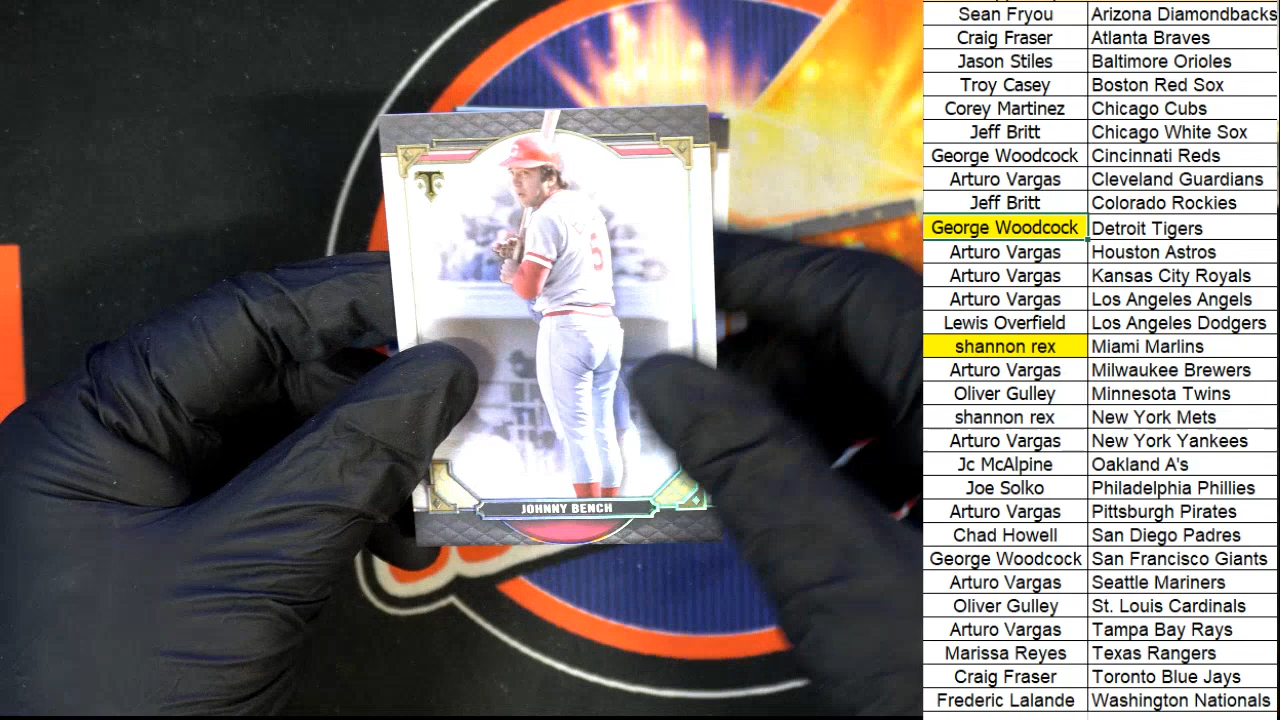 T
JOHNNY BENCH
5
Sean Fryou Arizona Diamondbacks
Craig Fraser Atlanta Braves
Jason Stiles Baltimore Orioles
Troy Casey Boston Red Sox
Corey Martinez Chicago Cubs
Jeff Britt Chicago White Sox
George Woodcock Cincinnati Reds
Arturo Vargas Cleveland Guardians
Jeff Britt Colorado Rockies
George Woodcock Detroit Tigers
Arturo Vargas Houston Astros
Arturo Vargas Kansas City Royals
Arturo Vargas Los Angeles Angels
Lewis Overfield Los Angeles Dodgers
shannon rex Miami Marlins
Arturo Vargas Milwaukee Brewers
Oliver Gulley Minnesota Twins
shannon rex New York Mets
Arturo Vargas New York Yankees
Jc McAlpine Oakland A's
Joe Solko Philadelphia Phillies
Arturo Vargas Pittsburgh Pirates
Chad Howell San Diego Padres
George Woodcock San Francisco Giants
Arturo Vargas Seattle Mariners
Oliver Gulley St. Louis Cardinals
Arturo Vargas Tampa Bay Rays
Marissa Reyes Texas Rangers
Craig Fraser Toronto Blue Jays
Frederic Lalande Washington Nationals